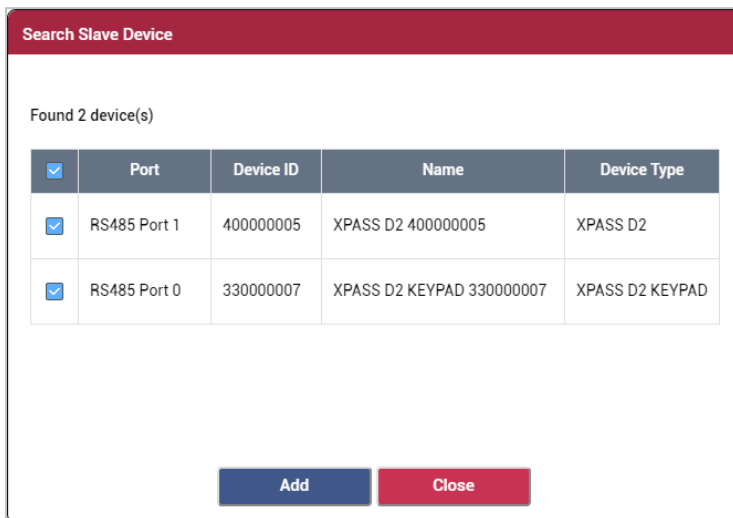 Search Slave Device
Found 2 device(s)
Port Device ID Name Device Type
RS485 Port 1 400000005 XPASS D2 400000005 XPASS D2
RS485 Port 0 330000007 XPASS D2 KEYPAD 330000007 XPASS D2 KEYPAD
Add Close